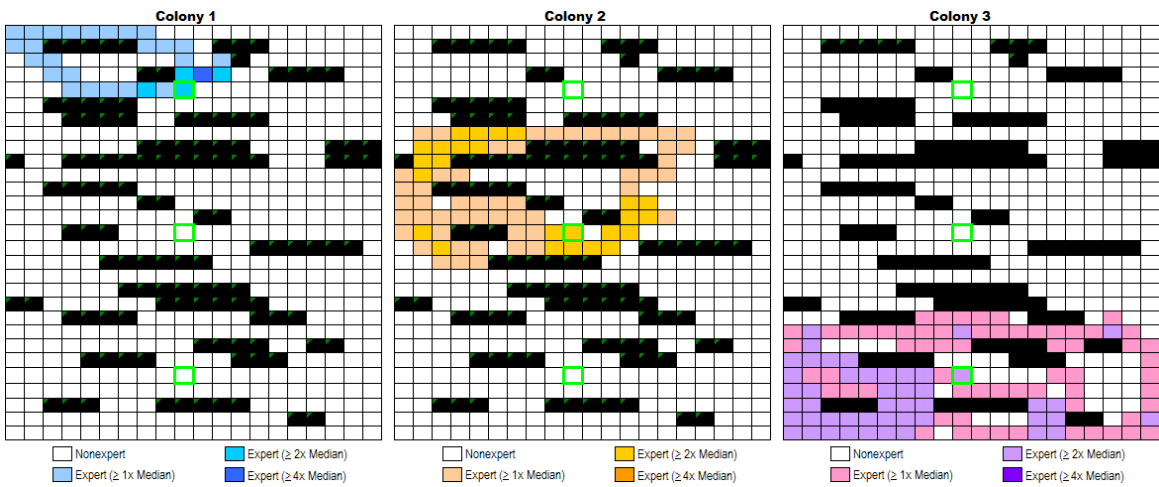 Colony 1 Colony 2 Colony 3
Nonexpert Expert (≥ 2x Median) Nonexpert Expert (≥ 2x Median) Nonexpert Expert (≥ 2x Median)
Expert (≥ 1x Median) Expert (≥ 4x Median) Expert (≥ 1x Median) Expert (≥ 4x Median) Expert (≥ 1x Median) Expert (≥ 4x Median)